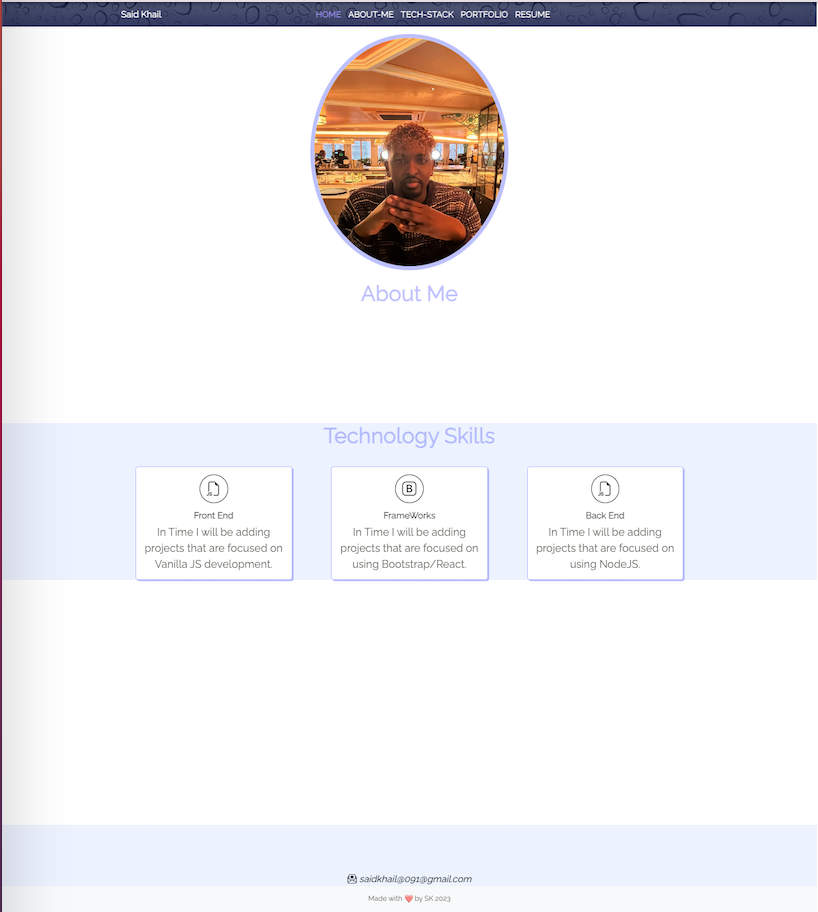 Said Khail
HOME ABOUT-ME TECH-STACK PORTFOLIO RESUME
About Me
Technology Skills
JS
Front End
In Time I will be adding
projects that are focused on
Vanilla JS development.
B
FrameWorks
In Time I will be adding
projects that are focused on
using Bootstrap/React.
JS
Back End
In Time I will be adding
projects that are focused on
using NodeJS.
saidkhail@091@gmail.com
Made with ❤️ by SK 2023